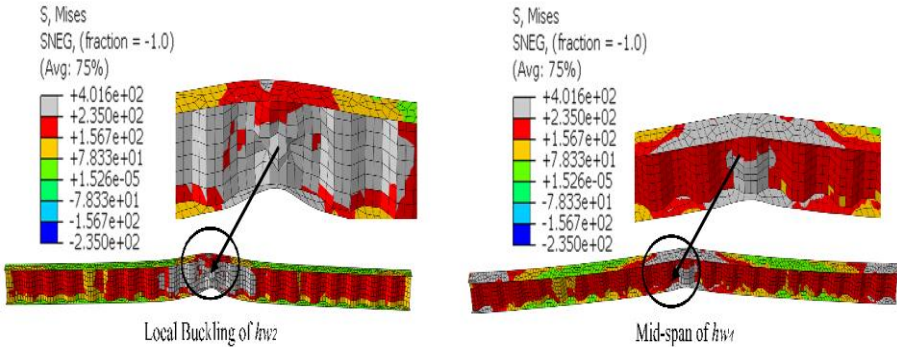 S, Mises
SNEG, (fraction = -1.0)
(Avg: 75%)
+4.016e+02
+2.350e+02
+1.567e+02
+7.833e+01
+1.526e-05
-7.833e+01
-1.567e+02
-2.350e+02
Local Buckling of hw2
S, Mises
SNEG, (fraction = -1.0)
(Avg: 75%)
+4.016e+02
+2.350e+02
+1.567e+02
+7.833e+01
+1.526e-05
-7.833e+01
-1.567e+02
-2.350e+02
Mid-span of hw4